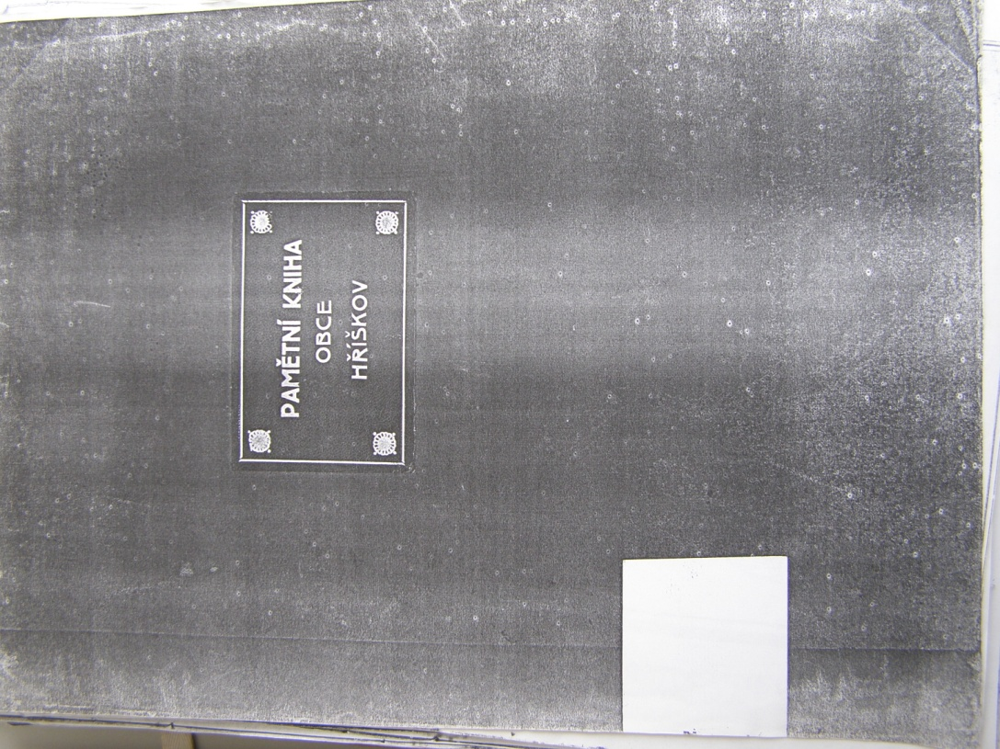 PAMĚTNÍ KNIHA
OBCE
HŘÍŠKOV